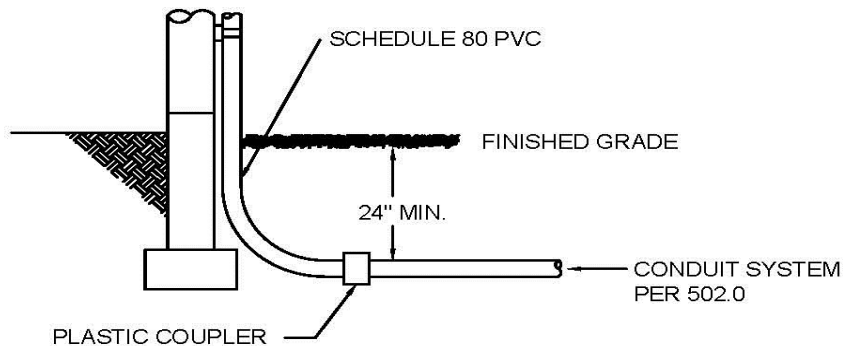 SCHEDULE 80 PVC
FINISHED GRADE
24" MIN.
CONDUIT SYSTEM
PER 502.0
PLASTIC COUPLER